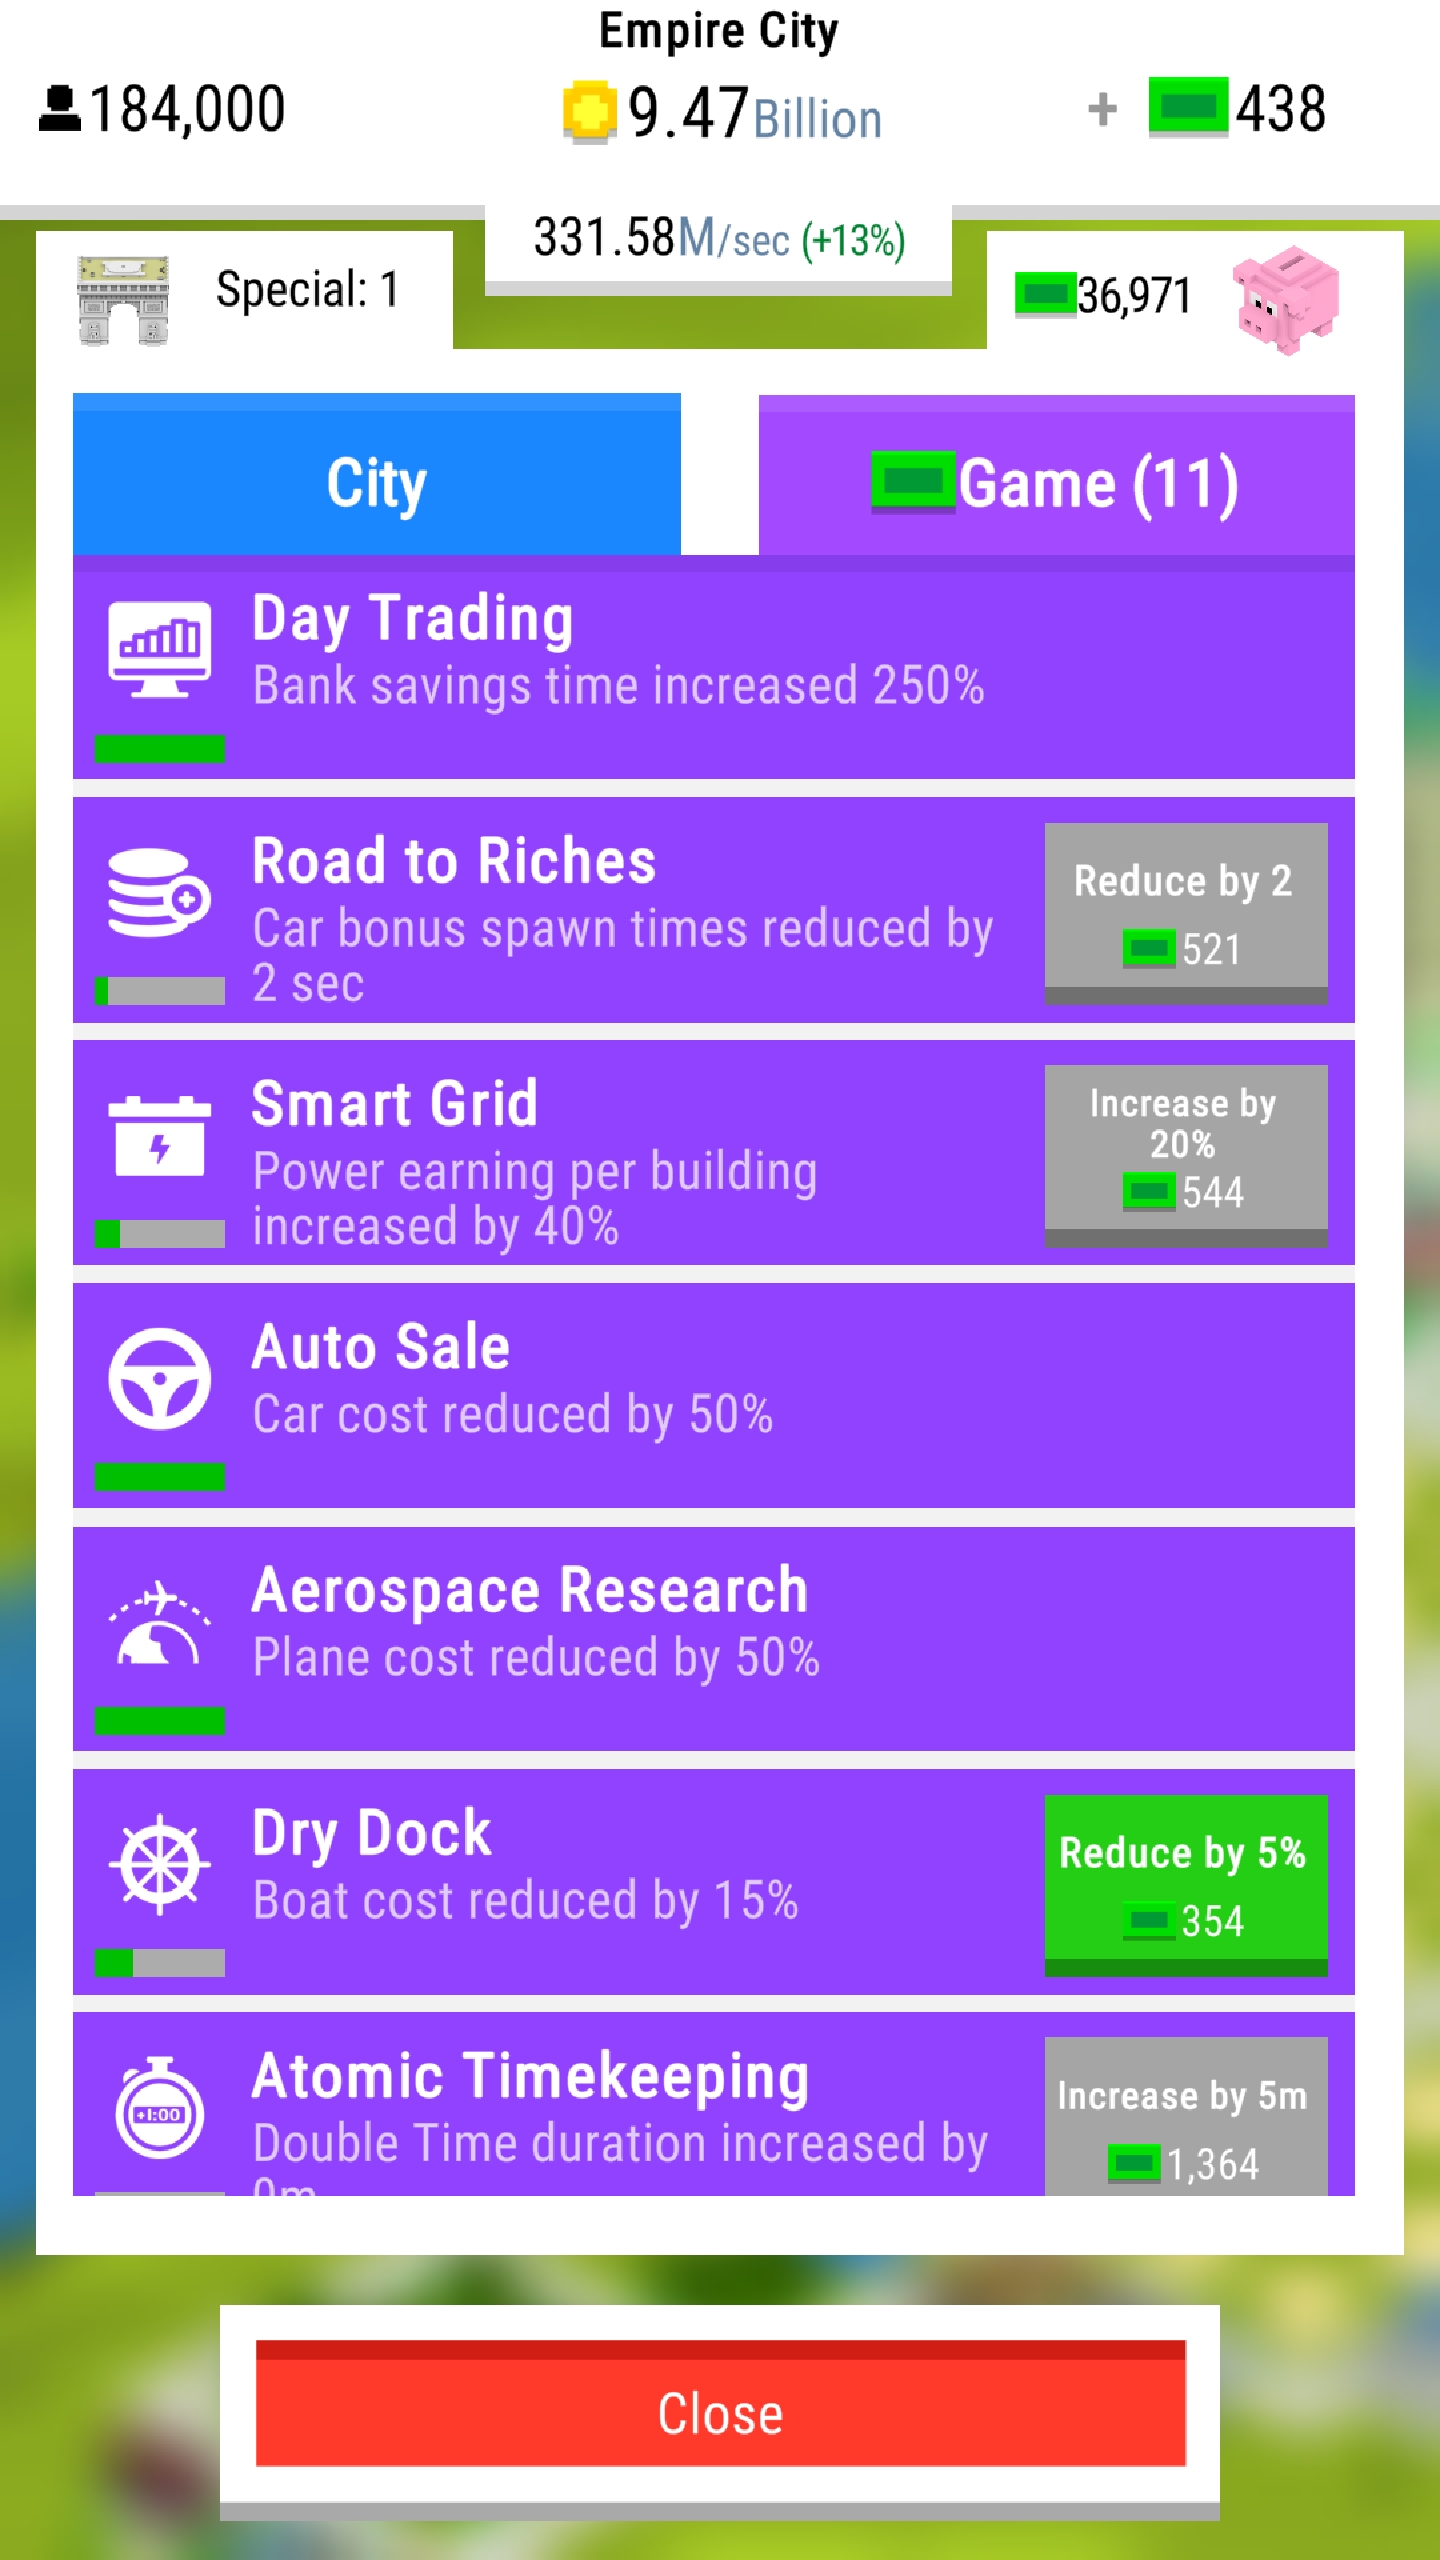 Empire City
184,000
9.47Billion
+ 438
331.58M/sec (+13%)
Special: 1
36,971
City
Game (11)
Day Trading
Bank savings time increased 250%
Road to Riches
Car bonus spawn times reduced by
2 sec
Reduce by 2
521
Smart Grid
Power earning per building
increased by 40%
Increase by
20%
544
Auto Sale
Car cost reduced by 50%
Aerospace Research
Plane cost reduced by 50%
Dry Dock
Boat cost reduced by 15%
Reduce by 5%
354
+1:00
Atomic Timekeeping
Double Time duration increased by
0m
Increase by 5m
1,364
Close